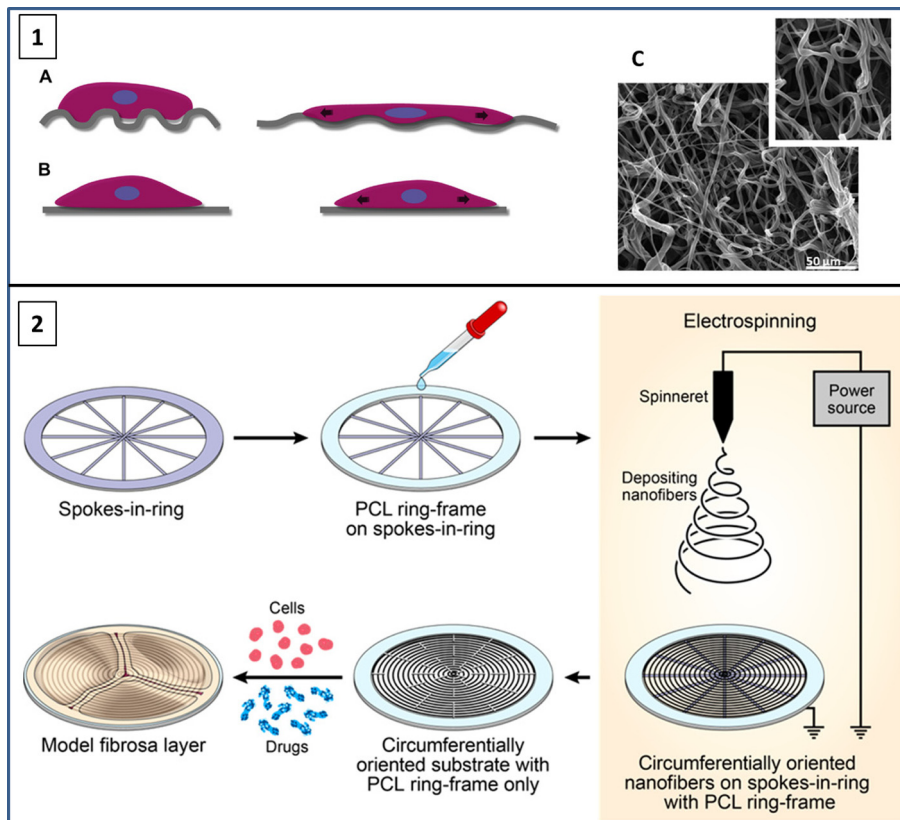 1
A
B
C
50 µm
2
Spokes-in-ring
PCL ring-frame
on spokes-in-ring
Electrospinning
Spinneret
Power
source
Depositing
nanofibers
Circumferentially oriented
nanofibers on spokes-in-ring
with PCL ring-frame
Circumferentially
oriented substrate with
PCL ring-frame only
Cells
Drugs
Model fibrosa layer